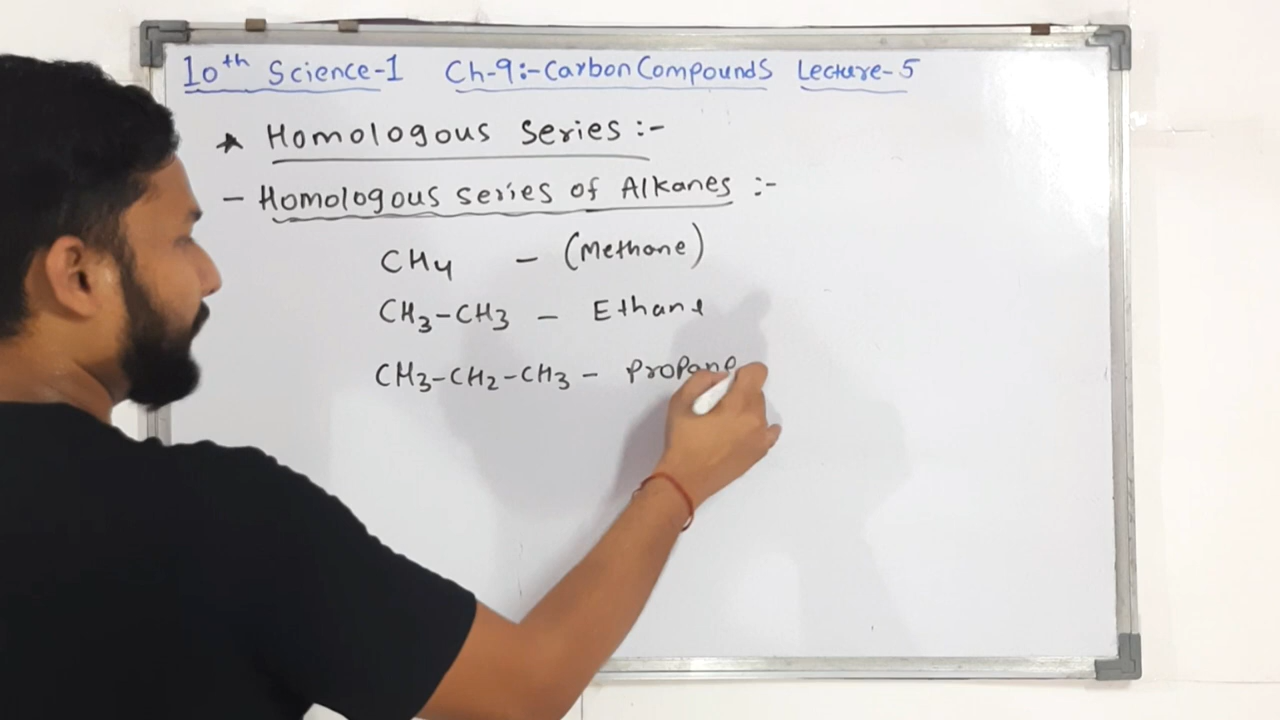 10th Science-1 Ch-9:- Carbon Compounds Lecture-5
★ Homologous Series :-
- Homologous series of Alkanes :-
CH4 - (Methane)
CH3-CH3 - Ethane
CH3-CH2-CH3 - Propane